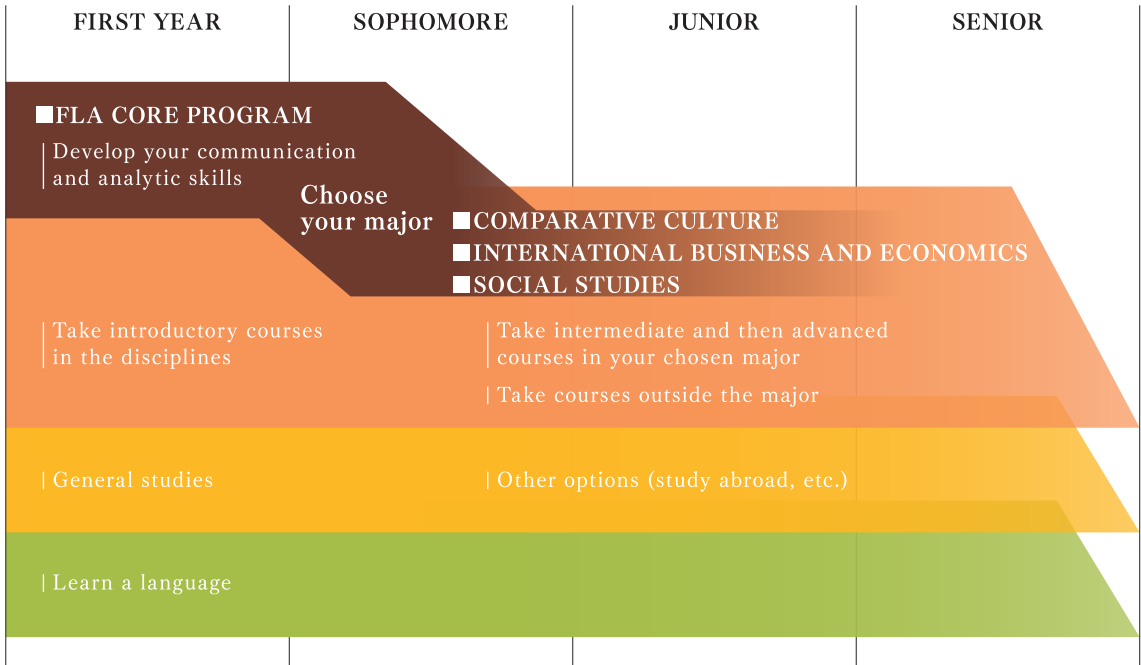 FIRST YEAR
SOPHOMORE
JUNIOR
SENIOR
FLA CORE PROGRAM
Develop your communication
and analytic skills
Choose
your major
COMPARATIVE CULTURE
INTERNATIONAL BUSINESS AND ECONOMICS
SOCIAL STUDIES
Take introductory courses
in the disciplines
Take intermediate and then advanced
courses in your chosen major
Take courses outside the major
General studies
Other options (study abroad, etc.)
Learn a language